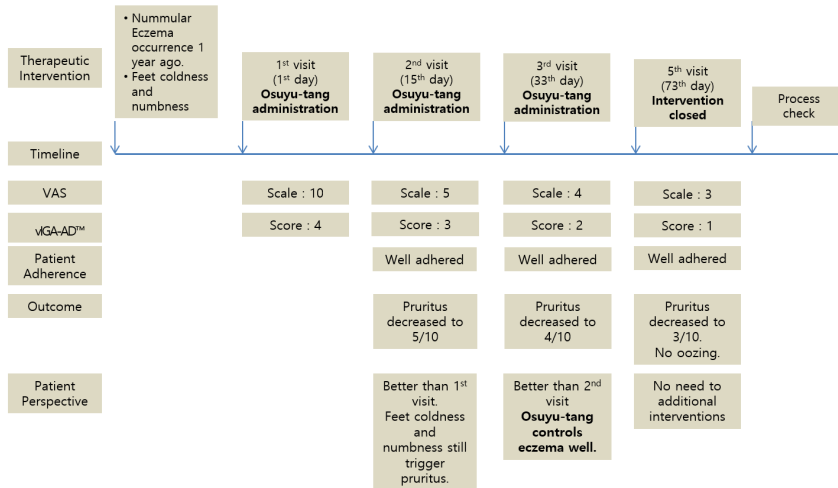 Therapeutic
Intervention
• Nummular
Eczema
occurrence 1
year ago.
• Feet coldness
and
numbness
1st visit
(1st day)
Osuyu-tang
administration
2nd visit
(15th day)
Osuyu-tang
administration
3rd visit
(33th day)
Osuyu-tang
administration
5th visit
(73th day)
Intervention
closed
Process
check
Timeline
VAS
Scale : 10
Scale : 5
Scale : 4
Scale : 3
vIGA-AD™
Score : 4
Score : 3
Score : 2
Score : 1
Patient
Adherence
Well adhered
Well adhered
Well adhered
Outcome
Pruritus
decreased to
5/10
Pruritus
decreased to
4/10
Pruritus
decreased to
3/10.
No oozing.
Patient
Perspective
Better than 1st
visit.
Feet coldness
and
numbness still
trigger
pruritus.
Better than 2nd
visit
Osuyu-tang
controls
eczema well.
No need to
additional
interventions